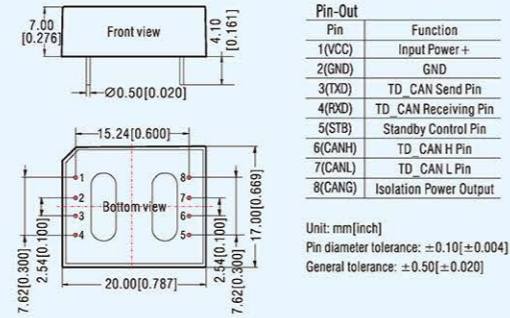 7.00
[0.276]
Front view
4.10
[0.161]
Ø0.50[0.020]
15.24[0.600]
1
8
2
7
Bottom view
3
6
4
5
7.62[0.300]
2.54[0.100]
2.54[0.100]
7.62[0.300]
17.00[0.669]
20.00[0.787]
Pin-Out
Pin Function
1(VCC) Input Power+
2(GND) GND
3(TXD) TD_CAN Send Pin
4(RXD) TD_CAN Receiving Pin
5(STB) Standby Control Pin
6(CANH) TD_CAN H Pin
7(CANL) TD_CAN L Pin
8(CANG) Isolation Power Output
Unit: mm[inch]
Pin diameter tolerance: ±0.10[±0.004]
General tolerance: ±0.50[±0.020]